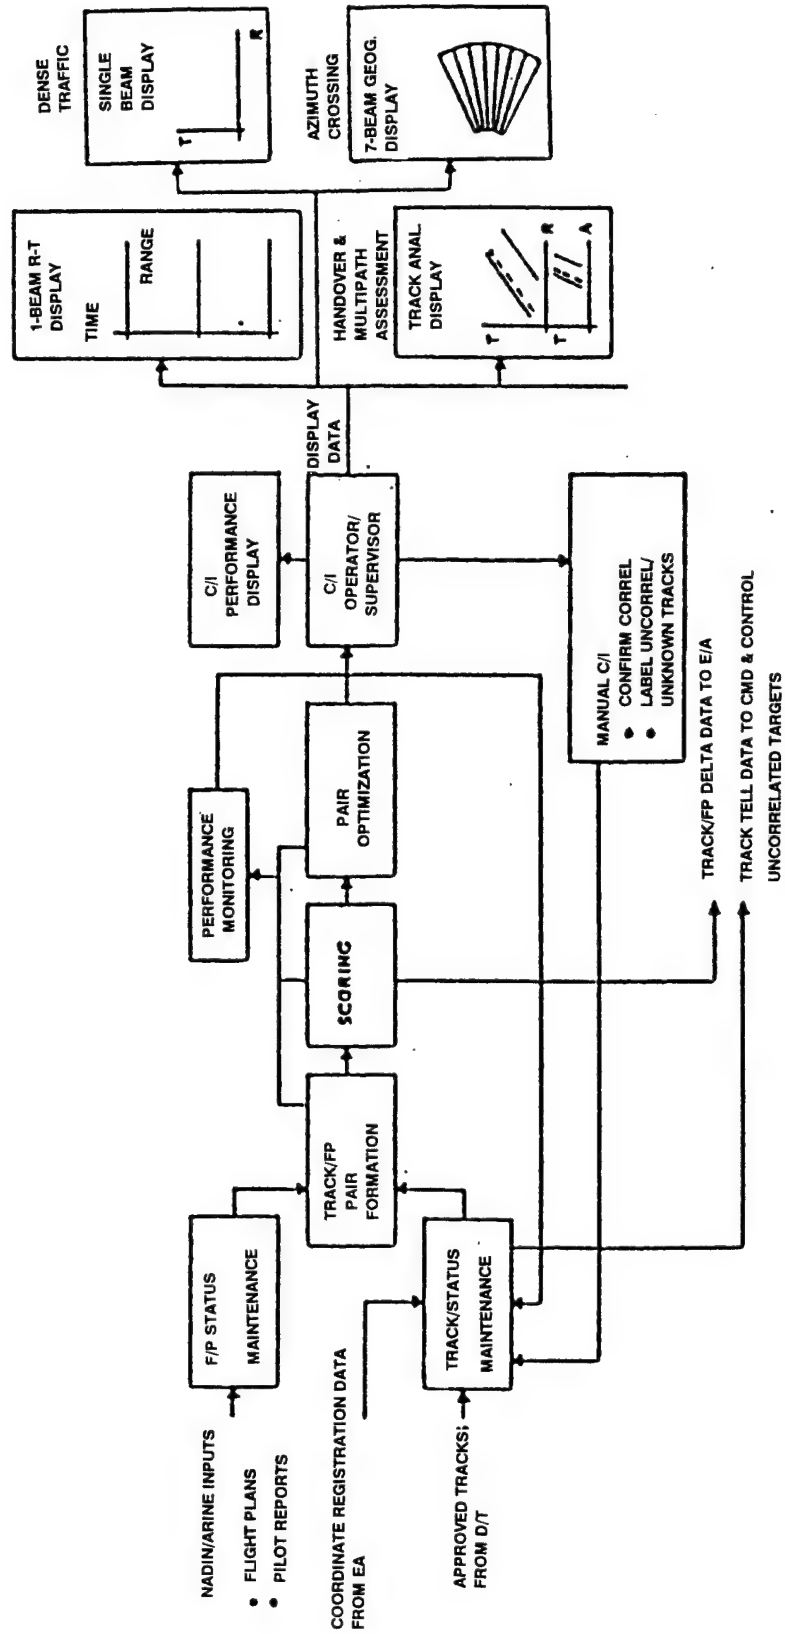 NADIN/ARINE INPUTS
● FLIGHT PLANS
● PILOT REPORTS
COORDINATE REGISTRATION DATA
FROM EA
APPROVED TRACKS;
FROM D/T
F/P STATUS
MAINTENANCE
TRACK/STATUS
MAINTENANCE
TRACK/FP
PAIR
FORMATION
SCORING
PERFORMANCE
MONITORING
PAIR
OPTIMIZATION
C/I
PERFORMANCE
DISPLAY
C/I
OPERATOR/
SUPERVISOR
MANUAL C/I
● CONFIRM CORREL
● LABEL UNCORREL/
UNKNOWN TRACKS
TRACK/FP DELTA DATA TO E/A
TRACK TELL DATA TO CMD & CONTROL
UNCORRELATED TARGETS
DISPLAY
DATA
1-BEAM R-T
DISPLAY
TIME
RANGE
HANDOVER &
MULTIPATH
ASSESSMENT
TRACK ANAL.
DISPLAY
T
R
T
A
DENSE
TRAFFIC
SINGLE
BEAM
DISPLAY
T
R
AZIMUTH
CROSSING
7-BEAM GEOG.
DISPLAY